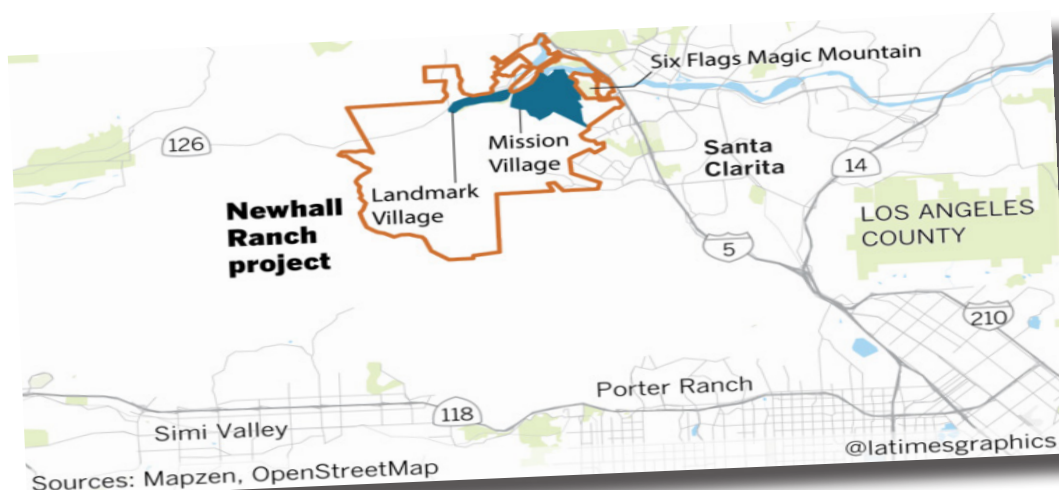 Six Flags Magic Mountain
126
Mission
Village
Santa
Clarita
14
Landmark
Village
Newhall
Ranch
project
LOS ANGELES
COUNTY
5
210
Porter Ranch
118
Simi Valley
@latimesgraphics
Sources: Mapzen, OpenStreetMap